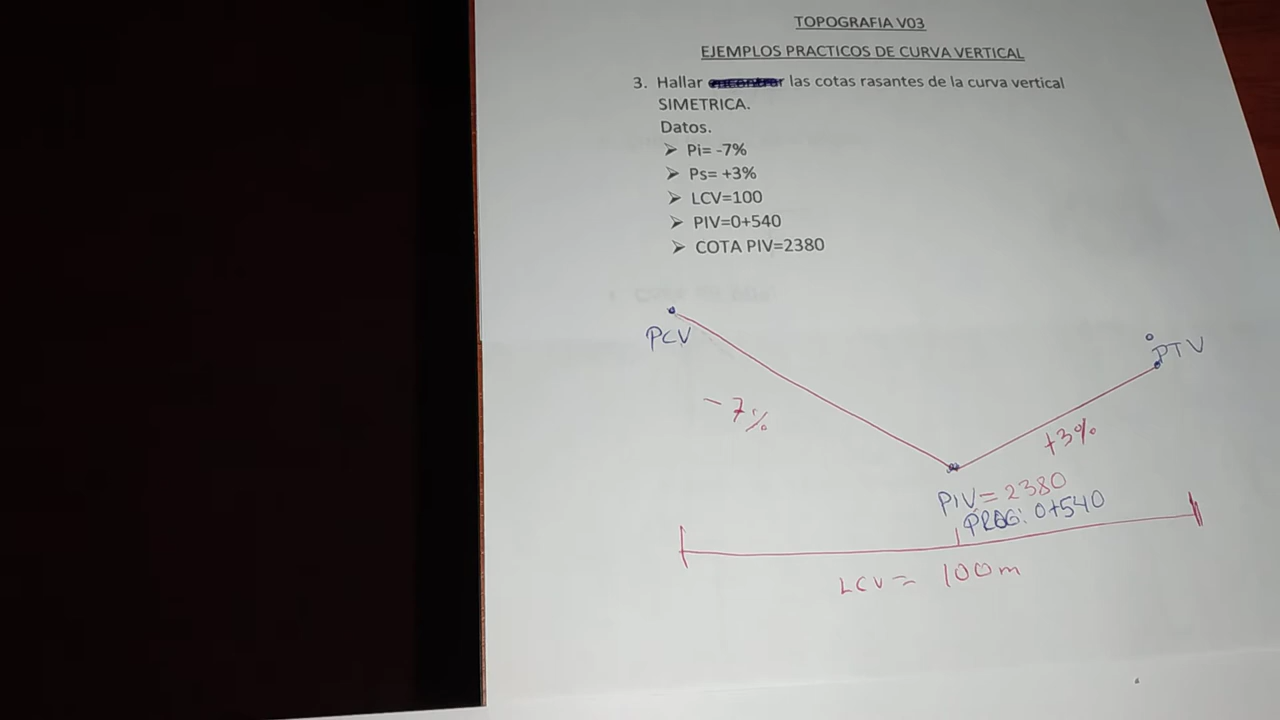 TOPOGRAFIA V03
EJEMPLOS PRACTICOS DE CURVA VERTICAL
3. Hallar las cotas rasantes de la curva vertical
SIMETRICA.
Datos.
➢ Pi= -7%
➢ Ps= +3%
➢ LCV=100
➢ PIV=0+540
➢ COTA PIV=2380
PCV
PTV
-7%
+3%
PIV=2380
PROG: 0+540
LCV = 100m